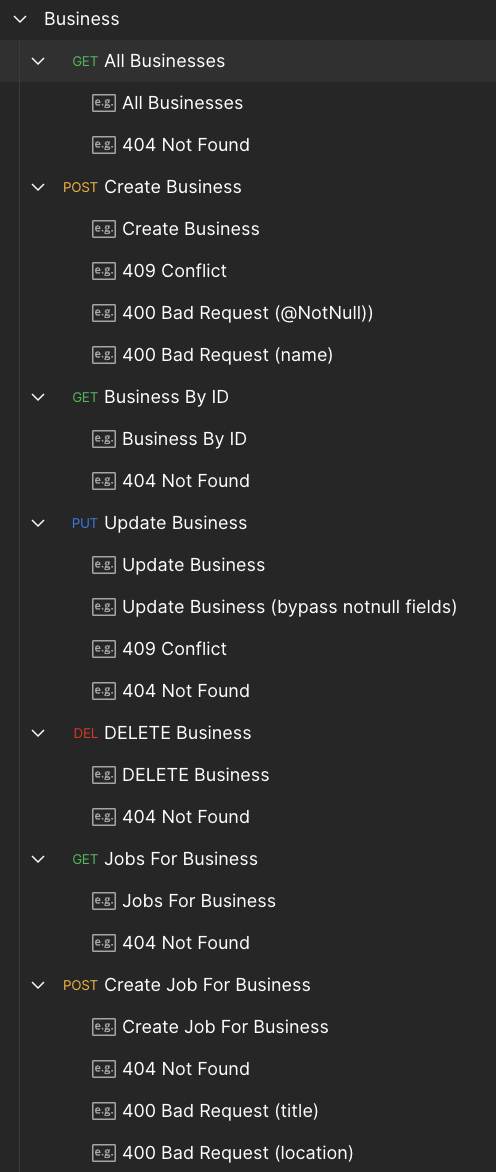 Business
GET All Businesses
e.g. All Businesses
e.g. 404 Not Found
POST Create Business
e.g. Create Business
e.g. 409 Conflict
e.g. 400 Bad Request (@NotNull))
e.g. 400 Bad Request (name)
GET Business By ID
e.g. Business By ID
e.g. 404 Not Found
PUT Update Business
e.g. Update Business
e.g. Update Business (bypass notnull fields)
e.g. 409 Conflict
e.g. 404 Not Found
DEL DELETE Business
e.g. DELETE Business
e.g. 404 Not Found
GET Jobs For Business
e.g. Jobs For Business
e.g. 404 Not Found
POST Create Job For Business
e.g. Create Job For Business
e.g. 404 Not Found
e.g. 400 Bad Request (title)
e.g. 400 Bad Request (location)